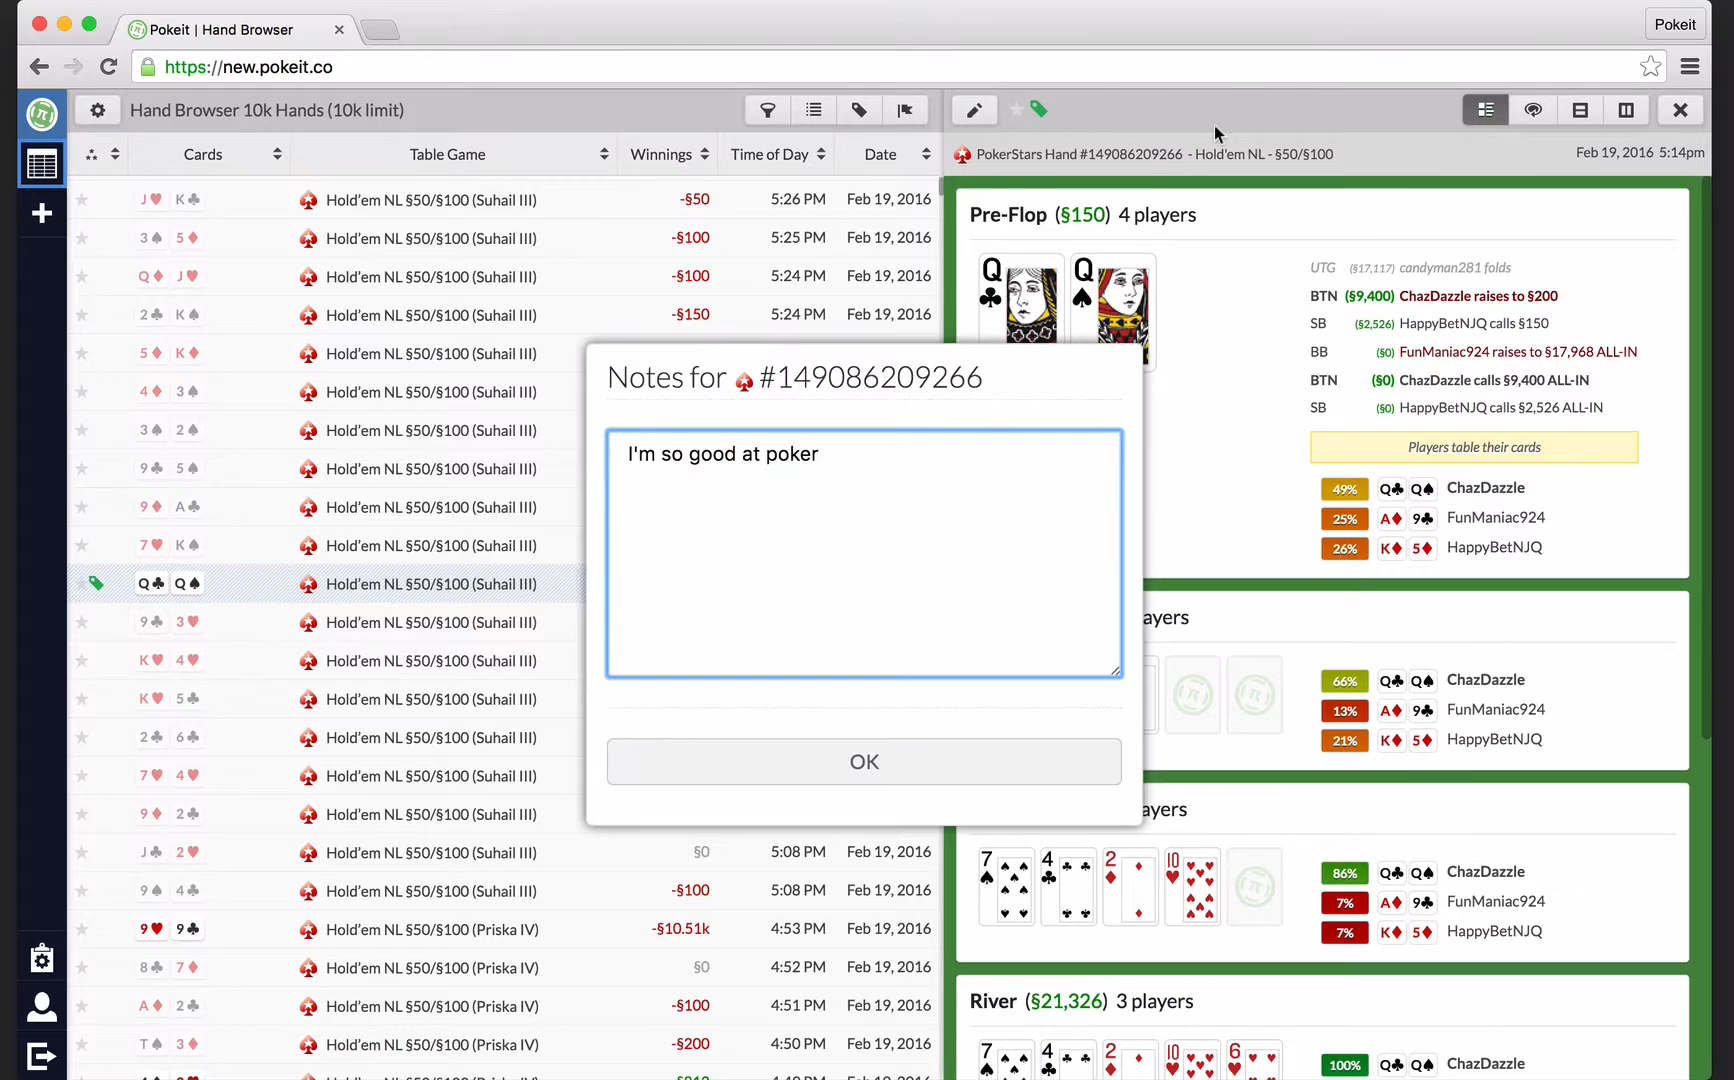 Pokeit | Hand Browser
Pokeit
https://new.pokeit.co
Hand Browser 10k Hands (10k limit)
Cards Table Game Winnings Time of Day Date
J♥ K♣ Hold'em NL §50/§100 (Suhail III) -§50 5:26 PM Feb 19, 2016
3♠ 5♦ Hold'em NL §50/§100 (Suhail III) -§100 5:25 PM Feb 19, 2016
Q♦ J♥ Hold'em NL §50/§100 (Suhail III) -§100 5:24 PM Feb 19, 2016
2♣ K♠ Hold'em NL §50/§100 (Suhail III) -§150 5:24 PM Feb 19, 2016
5♦ K♦ Hold'em NL §50/§100 (Suhail III)
4♦ 3♠ Hold'em NL §50/§100 (Suhail III)
3♠ 2♠ Hold'em NL §50/§100 (Suhail III)
9♣ 5♠ Hold'em NL §50/§100 (Suhail III)
9♦ A♣ Hold'em NL §50/§100 (Suhail III)
7♥ K♠ Hold'em NL §50/§100 (Suhail III)
Q♣ Q♠ Hold'em NL §50/§100 (Suhail III)
9♣ 3♥ Hold'em NL §50/§100 (Suhail III)
K♥ 4♥ Hold'em NL §50/§100 (Suhail III)
K♥ 5♣ Hold'em NL §50/§100 (Suhail III)
2♣ 6♣ Hold'em NL §50/§100 (Suhail III)
7♥ 4♥ Hold'em NL §50/§100 (Suhail III)
9♦ 2♣ Hold'em NL §50/§100 (Suhail III)
J♣ 2♥ Hold'em NL §50/§100 (Suhail III) §0 5:08 PM Feb 19, 2016
9♠ 4♣ Hold'em NL §50/§100 (Suhail III) -§100 5:08 PM Feb 19, 2016
9♥ 9♣ Hold'em NL §50/§100 (Priska IV) -§10.51k 4:53 PM Feb 19, 2016
8♣ 7♦ Hold'em NL §50/§100 (Priska IV) §0 4:52 PM Feb 19, 2016
A♦ 2♣ Hold'em NL §50/§100 (Priska IV) -§100 4:51 PM Feb 19, 2016
T♠ 3♦ Hold'em NL §50/§100 (Priska IV) -§200 4:50 PM Feb 19, 2016
Notes for #149086209266
I'm so good at poker
OK
PokerStars Hand #149086209266 - Hold'em NL - §50/§100 Feb 19, 2016 5:14pm
Pre-Flop (§150) 4 players
Q♣ Q♠
UTG (§17,117) candyman281 folds
BTN (§9,400) ChazDazzle raises to §200
SB (§2,526) HappyBetNJQ calls §150
BB (§0) FunManiac924 raises to §17,968 ALL-IN
BTN (§0) ChazDazzle calls §9,400 ALL-IN
SB (§0) HappyBetNJQ calls §2,526 ALL-IN
Players table their cards
49% Q♣ Q♠ ChazDazzle
25% A♦ 9♣ FunManiac924
26% K♦ 5♦ HappyBetNJQ
ayers
66% Q♣ Q♠ ChazDazzle
13% A♦ 9♣ FunManiac924
21% K♦ 5♦ HappyBetNJQ
ayers
7♠ 4♣ 2♦ 10♥
86% Q♣ Q♠ ChazDazzle
7% A♦ 9♣ FunManiac924
7% K♦ 5♦ HappyBetNJQ
River (§21,326) 3 players
7♠ 4♣ 2♦ 10♥ 6♥
100% Q♣ Q♠ ChazDazzle